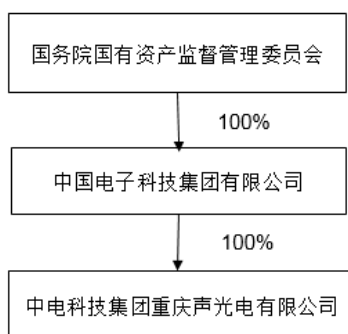 国务院国有资产监督管理委员会
100%
中国电子科技集团有限公司
100%
中电科技集团重庆声光电有限公司